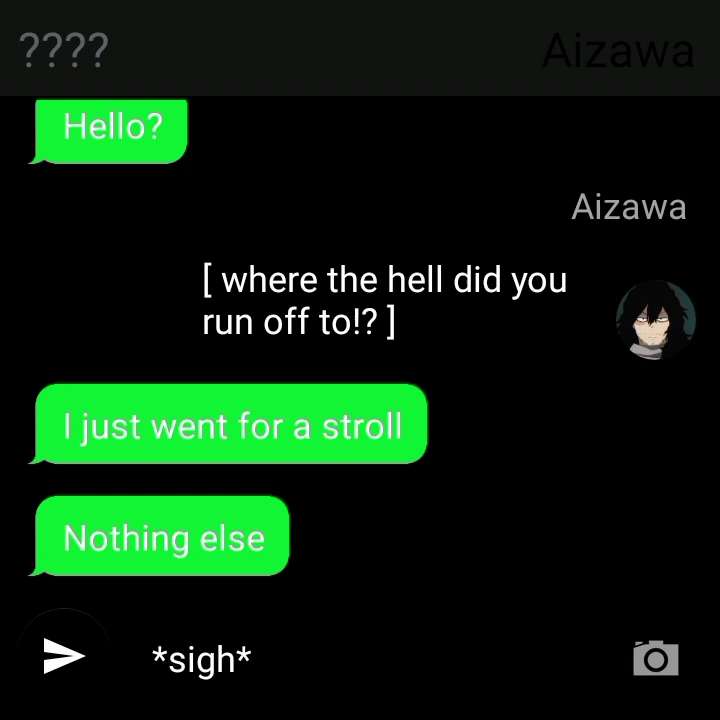 ???? Aizawa
Hello?
Aizawa
[ where the hell did you
run off to!? ]
I just went for a stroll
Nothing else
*sigh*